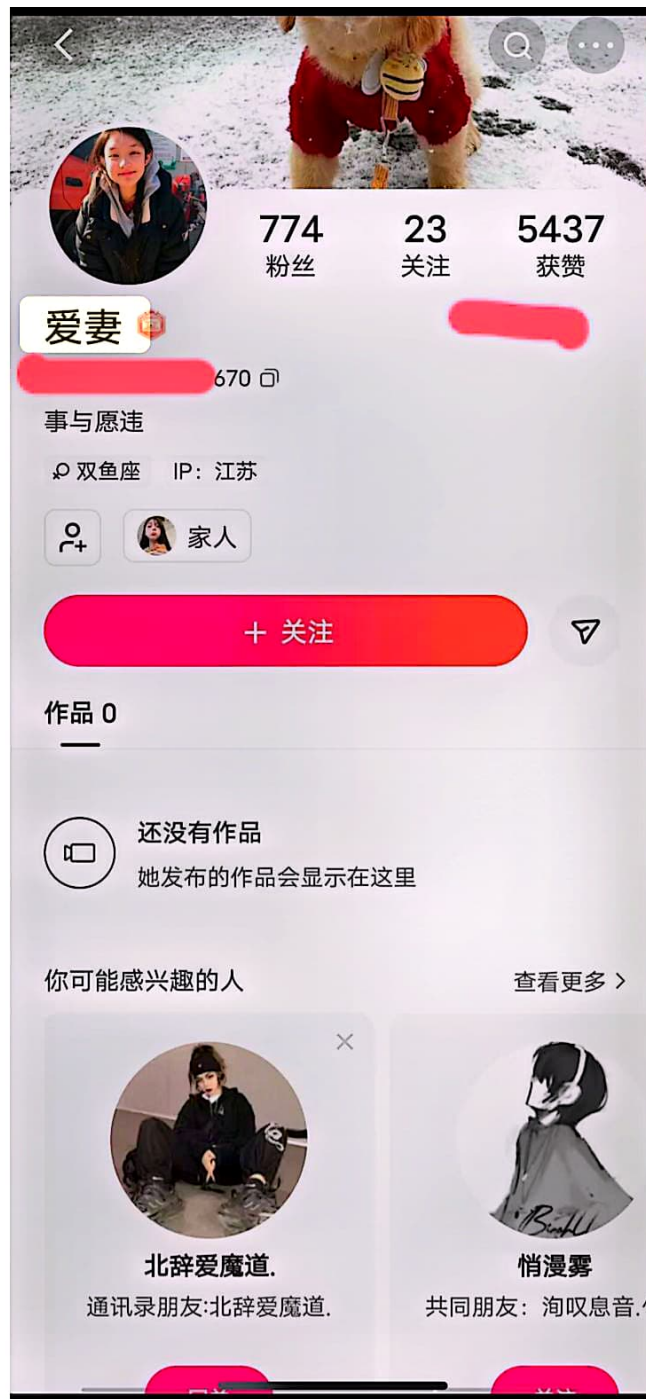 774
23
5437
粉丝
关注
获赞
爱妻
670
事与愿违
双鱼座
IP：江苏
家人
+ 关注
作品 0
还没有作品
她发布的作品会显示在这里
你可能感兴趣的人
查看更多 >
北辞爱魔道.
通讯录朋友:北辞爱魔道.
悄漫雾
共同朋友：洵叹息音.